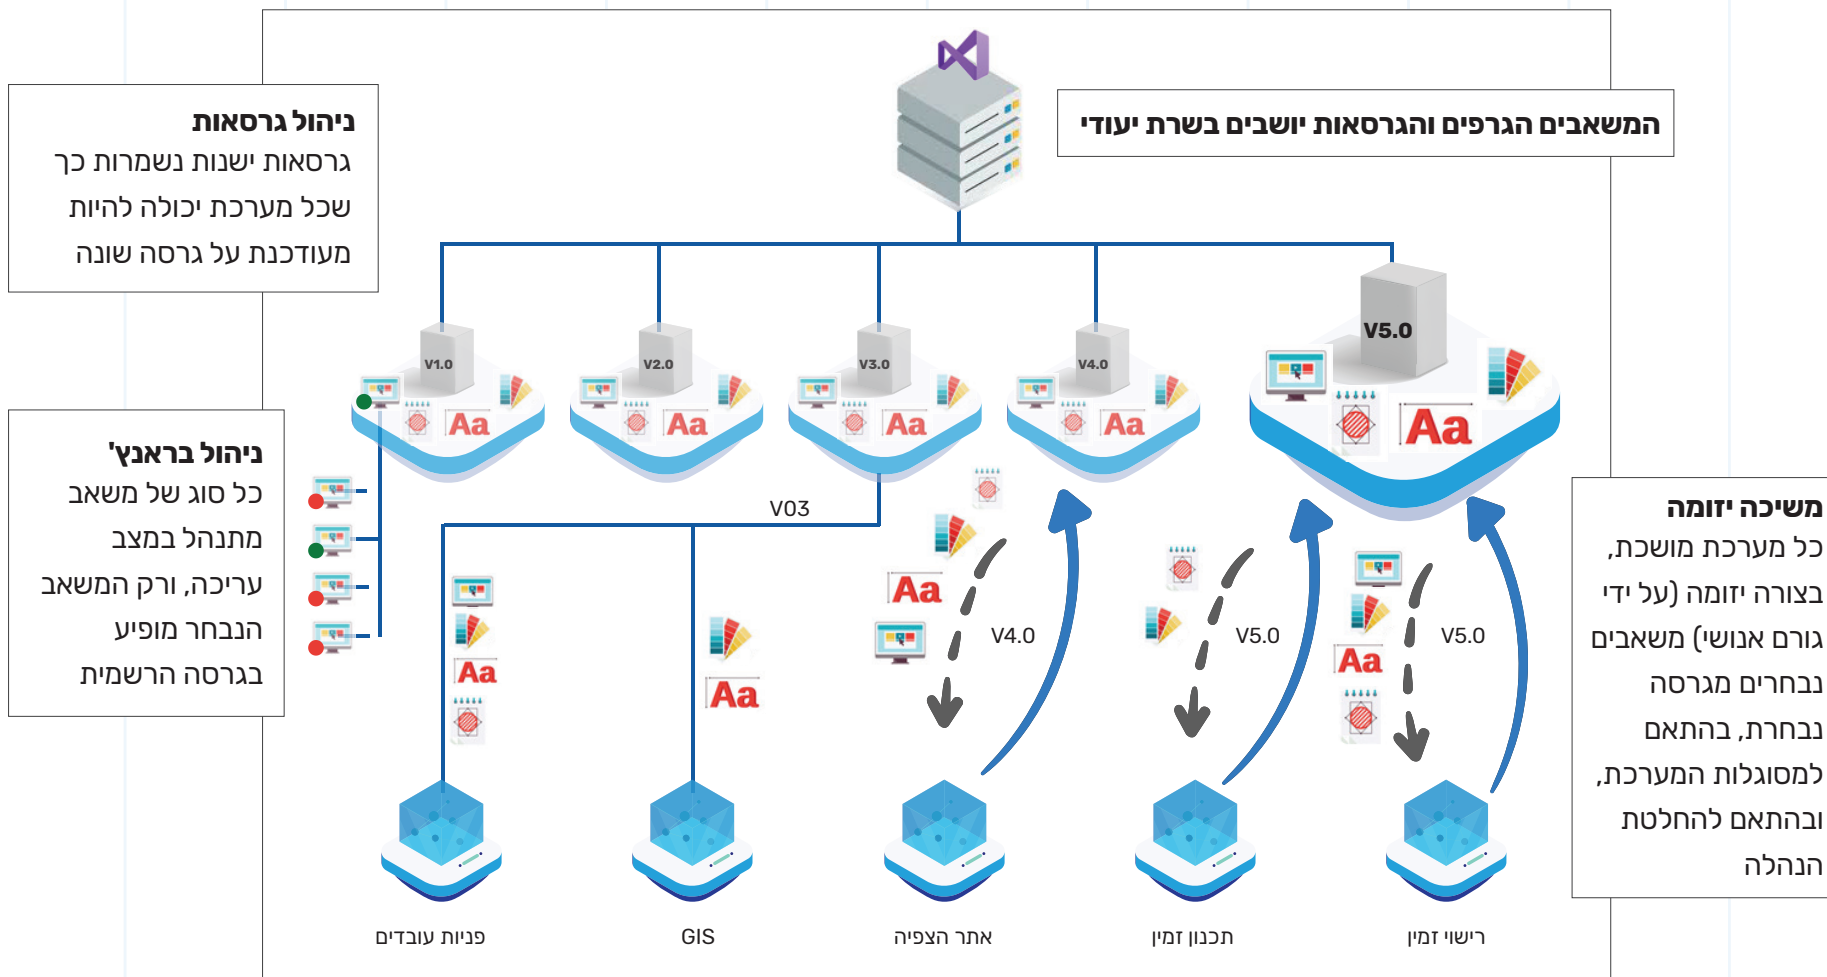 המשאבים הגרפים והגרסאות יושבים בשרת יעודי
ניהול גרסאות
גרסאות ישנות נשמרות כך
שכל מערכת יכולה להיות
מעודכנת על גרסה שונה
V1.0
V2.0
V3.0
V4.0
V5.0
Aa
Aa
Aa
Aa
Aa
ניהול בראנץ'
כל סוג של משאב
מתנהל במצב
עריכה, ורק המשאב
הנבחר מופיע
בגרסה הרשמית
משיכה יזומה
כל מערכת מושכת,
בצורה יזומה (על ידי
גורם אנושי) משאבים
נבחרים מגרסה
נבחרת, בהתאם
למסוגלות המערכת,
ובהתאם להחלטת
הנהלה
V03
Aa
Aa
Aa
Aa
V4.0
V5.0
V5.0
פניות עובדים
GIS
אתר הצפיה
תכנון זמין
רישוי זמין